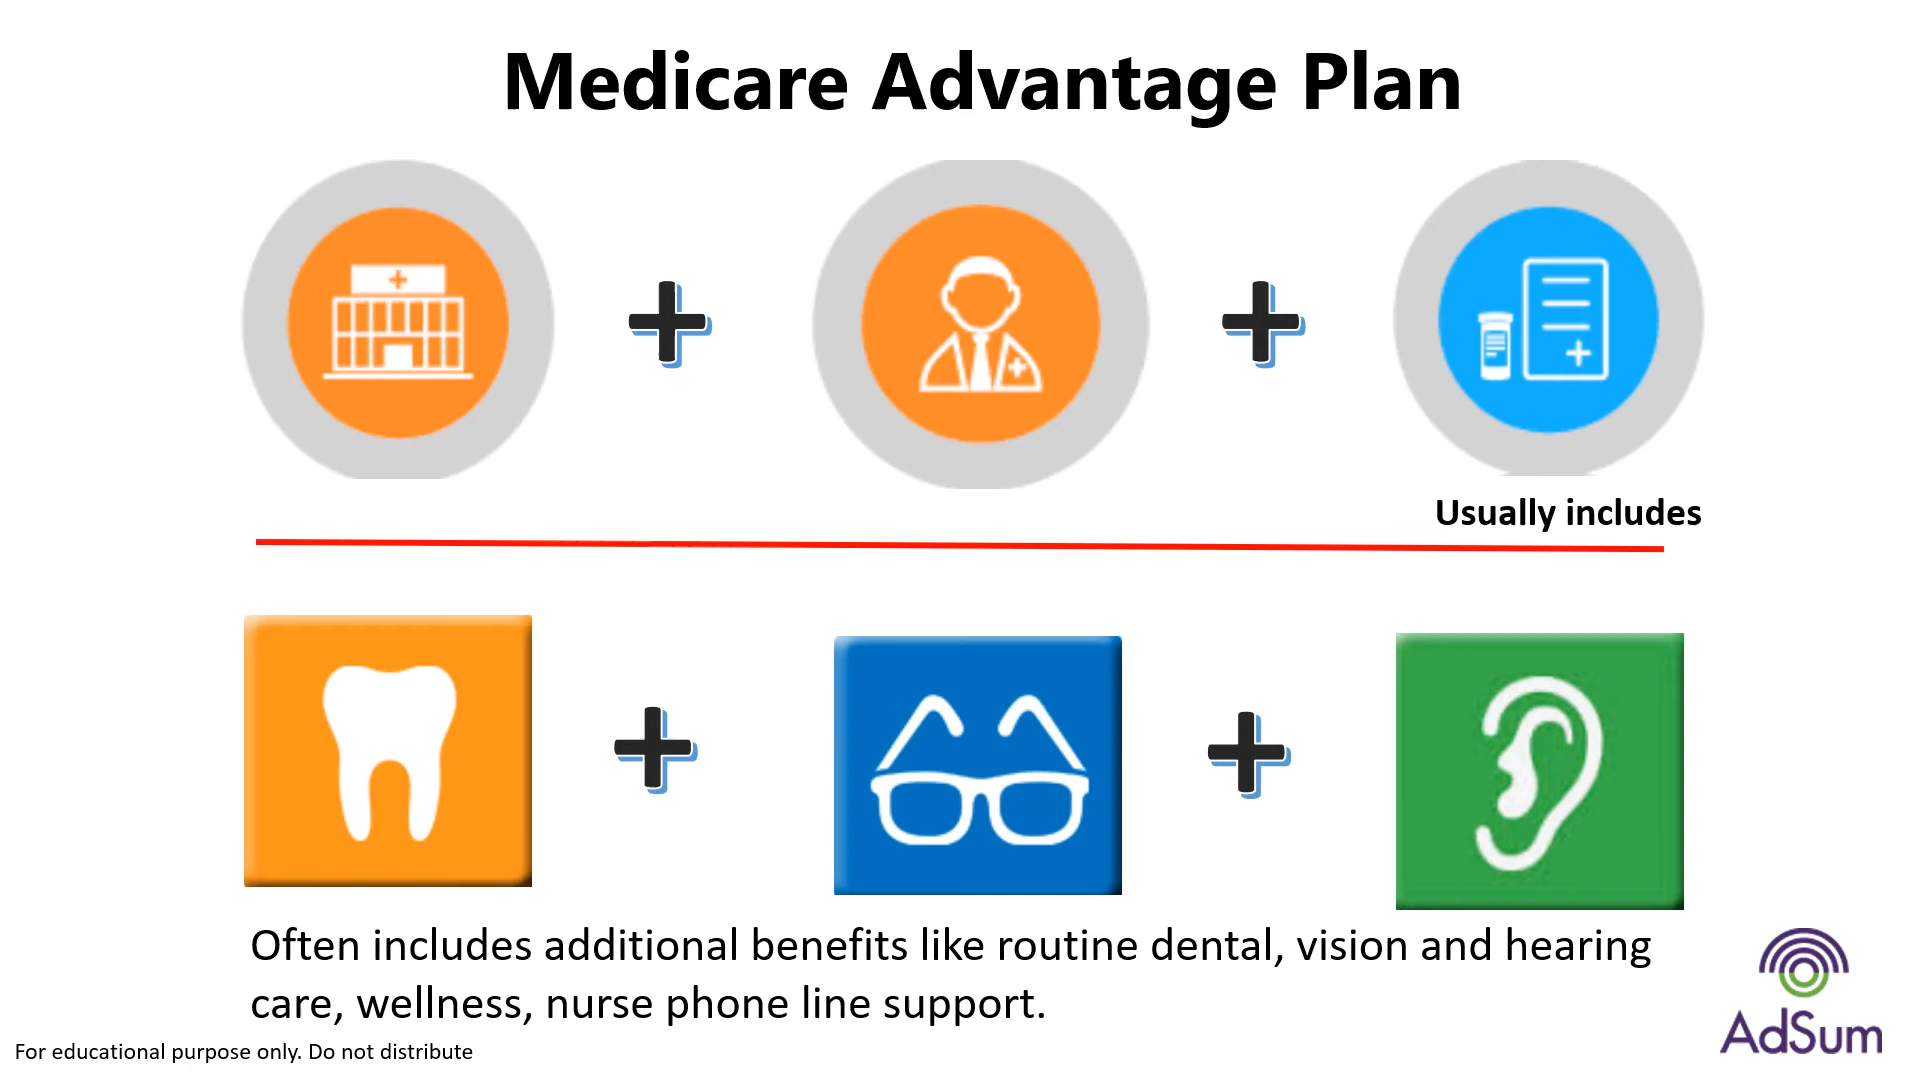 Medicare Advantage Plan
Usually includes
Often includes additional benefits like routine dental, vision and hearing
care, wellness, nurse phone line support.
AdSum
For educational purpose only. Do not distribute